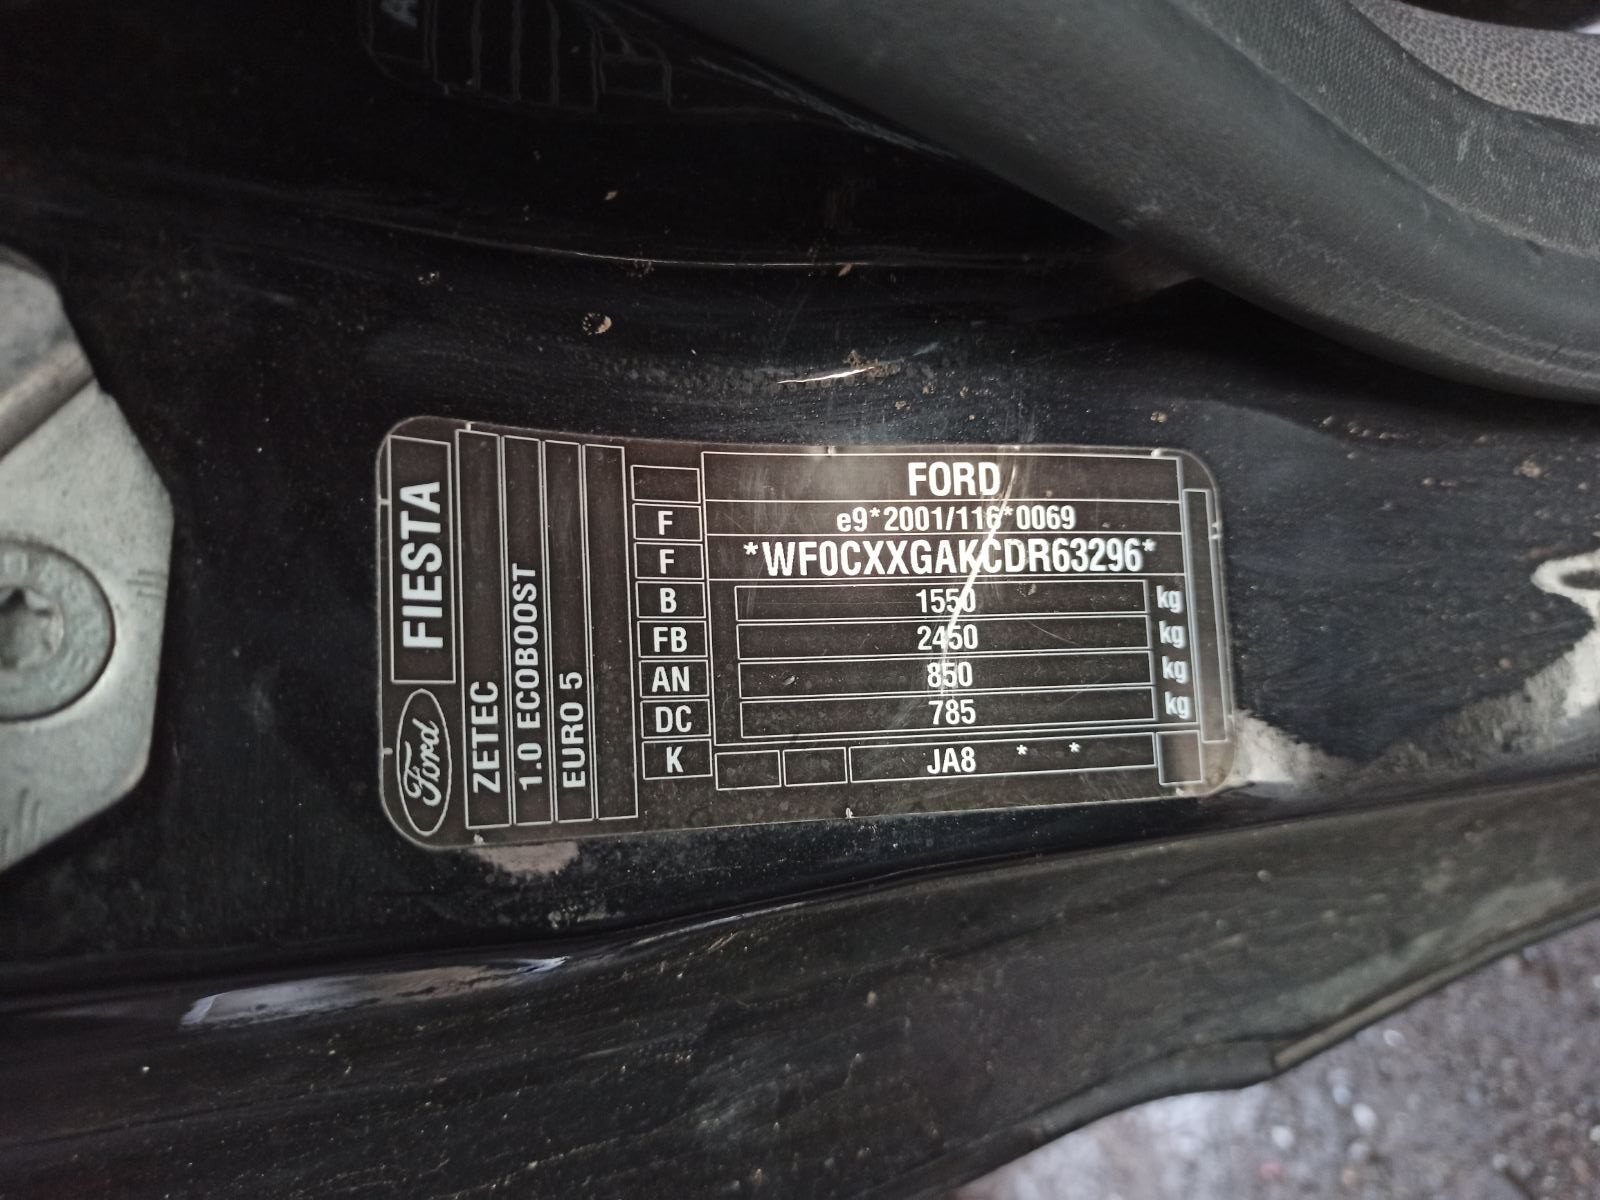 FIESTA
Ford
ZETEC
1.0 ECOBOOST
EURO 5
FORD
F e9*2001/116*0069
F *WF0CXXGAKCDR63296*
B 1550 kg
FB 2450 kg
AN 850 kg
DC 785 kg
K JA8 * *